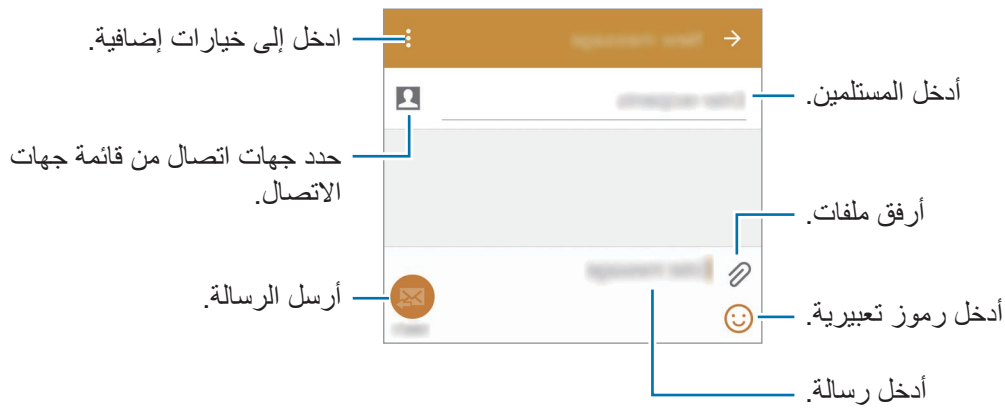 ادخل إلى خيارات إضافية.
أدخل المستلمين.
حدد جهات اتصال من قائمة جهات
الاتصال.
أرفق ملفات.
أرسل الرسالة.
أدخل رموز تعبيرية.
أدخل رسالة.